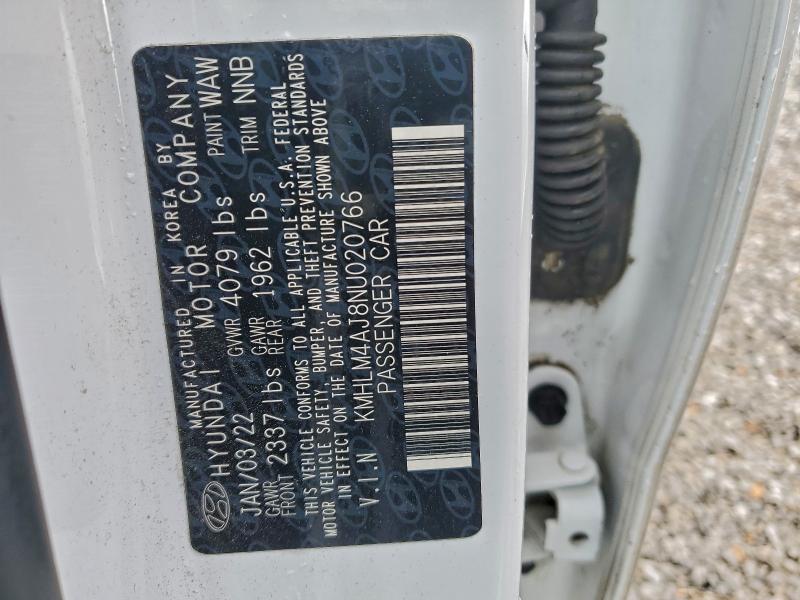 MANUFACTURED IN KOREA BY
HYUNDAI MOTOR COMPANY
JAN/03/22 GVWR 4079 lbs PAINT WAW
GAWR FRONT 2337 lbs GAWR REAR 1962 lbs TRIM NNB
THIS VEHICLE CONFORMS TO ALL APPLICABLE U.S.A. FEDERAL
MOTOR VEHICLE SAFETY, BUMPER, AND THEFT PREVENTION STANDARDS
IN EFFECT ON THE DATE OF MANUFACTURE SHOWN ABOVE
V.I.N KMHLM4AJ8NU020766
PASSENGER CAR